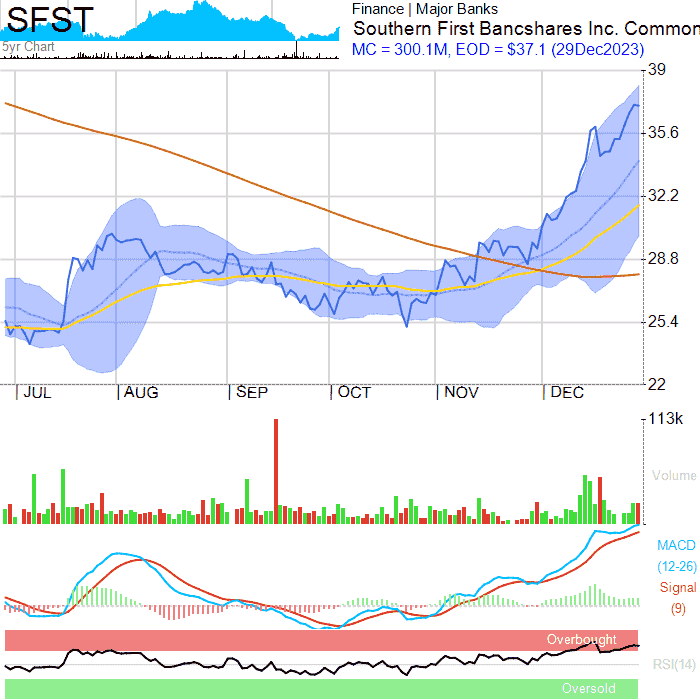 SFST
5yr Chart
Finance | Major Banks
Southern First Bancshares Inc. Common
MC = 300.1M, EOD = $37.1 (29Dec2023)
39
35.6
32.2
28.8
25.4
22
| JUL | AUG | SEP | OCT | NOV | DEC
113k
Volume
MACD
(12-26)
Signal
(9)
Overbought
RSI(14)
Oversold